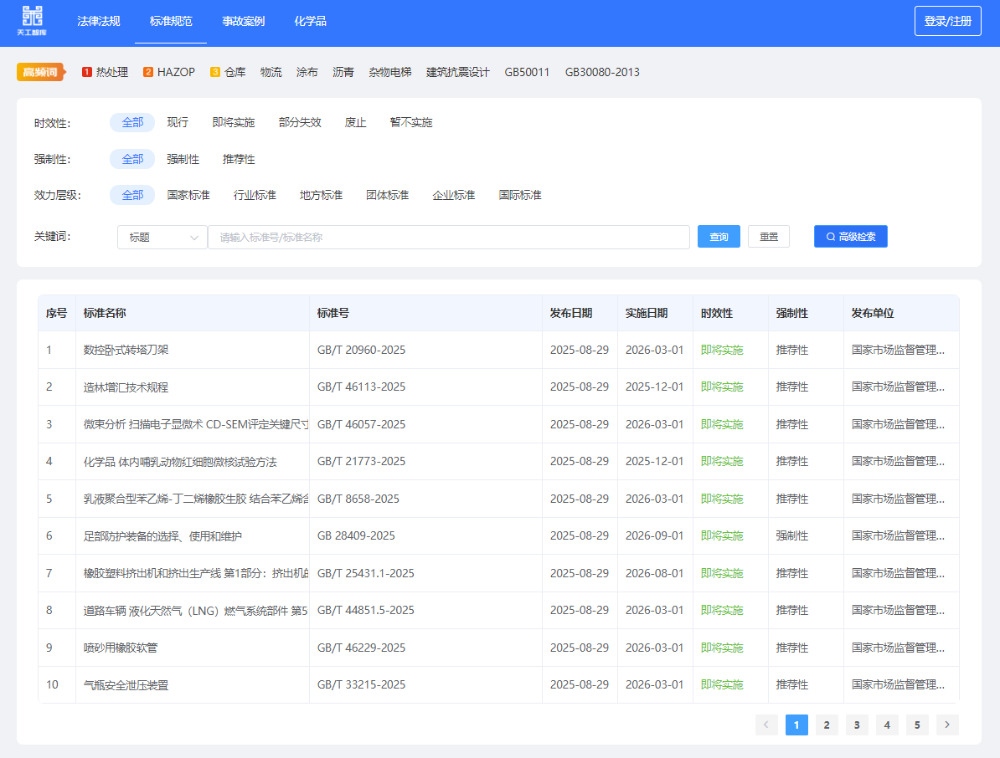 天工智库 法律法规 标准规范 事故案例 化学品 登录/注册
高频词 1 热处理 2 HAZOP 3 仓库 物流 涂布 沥青 杂物电梯 建筑抗震设计 GB50011 GB30080-2013
时效性: 全部 现行 即将实施 部分失效 废止 暂不实施
强制性: 全部 强制性 推荐性
效力层级: 全部 国家标准 行业标准 地方标准 团体标准 企业标准 国际标准
关键词: 标题 请输入标准号/标准名称 查询 重置 高级检索
序号 标准名称 标准号 发布日期 实施日期 时效性 强制性 发布单位
1 数控卧式转塔刀架 GB/T 20960-2025 2025-08-29 2026-03-01 即将实施 推荐性 国家市场监督管理...
2 造林增汇技术规程 GB/T 46113-2025 2025-08-29 2025-12-01 即将实施 推荐性 国家市场监督管理...
3 微束分析 扫描电子显微术 CD-SEM评定关键尺寸 GB/T 46057-2025 2025-08-29 2026-03-01 即将实施 推荐性 国家市场监督管理...
4 化学品 体内哺乳动物红细胞微核试验方法 GB/T 21773-2025 2025-08-29 2025-12-01 即将实施 推荐性 国家市场监督管理...
5 乳液聚合型苯乙烯-丁二烯橡胶生胶 结合苯乙烯含 GB/T 8658-2025 2025-08-29 2026-03-01 即将实施 推荐性 国家市场监督管理...
6 足部防护装备的选择、使用和维护 GB 28409-2025 2025-08-29 2026-09-01 即将实施 强制性 国家市场监督管理...
7 橡胶塑料挤出机和挤出生产线 第1部分：挤出机的 GB/T 25431.1-2025 2025-08-29 2026-08-01 即将实施 推荐性 国家市场监督管理...
8 道路车辆 液化天然气（LNG）燃气系统部件 第5 GB/T 44851.5-2025 2025-08-29 2026-03-01 即将实施 推荐性 国家市场监督管理...
9 喷砂用橡胶软管 GB/T 46229-2025 2025-08-29 2026-03-01 即将实施 推荐性 国家市场监督管理...
10 气瓶安全泄压装置 GB/T 33215-2025 2025-08-29 2026-03-01 即将实施 推荐性 国家市场监督管理...
1 2 3 4 5